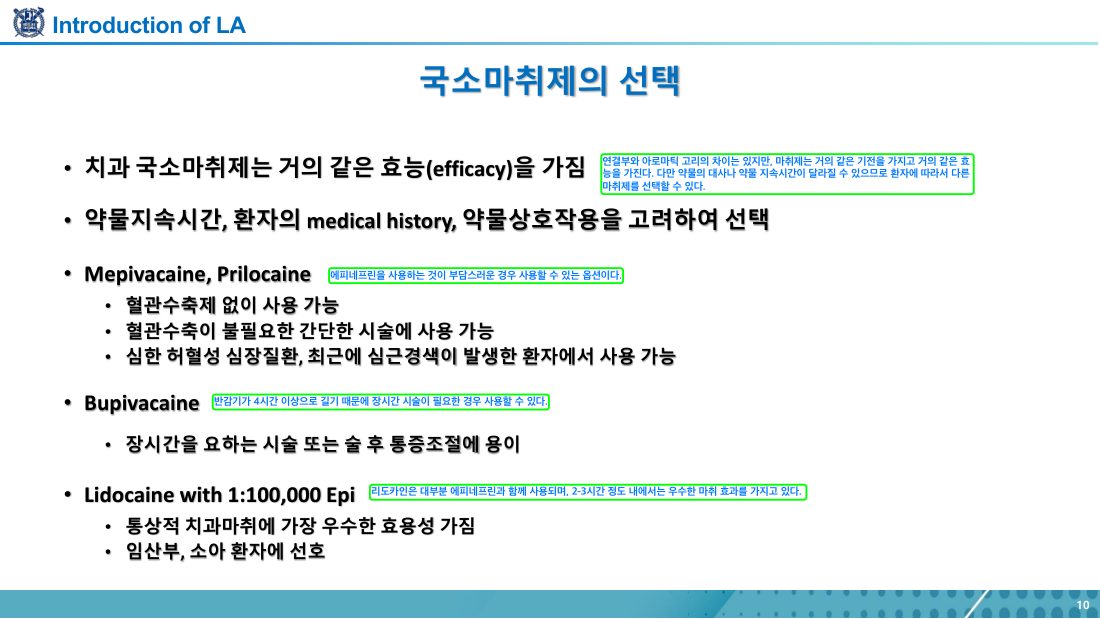 Introduction of LA
국소마취제의 선택
• 치과 국소마취제는 거의 같은 효능(efficacy)을 가짐
연결부와 아로마틱 고리의 차이는 있지만, 마취제는 거의 같은 기전을 가지고 거의 같은 효
능을 가진다. 다만 약물의 대사나 약물 지속시간이 달라질 수 있으므로 환자에 따라서 다른
마취제를 선택할 수 있다.
• 약물지속시간, 환자의 medical history, 약물상호작용을 고려하여 선택
• Mepivacaine, Prilocaine
에피네프린을 사용하는 것이 부담스러운 경우 사용할 수 있는 옵션이다.
• 혈관수축제 없이 사용 가능
• 혈관수축이 불필요한 간단한 시술에 사용 가능
• 심한 허혈성 심장질환, 최근에 심근경색이 발생한 환자에서 사용 가능
• Bupivacaine
반감기가 4시간 이상으로 길기 때문에 장시간 시술이 필요한 경우 사용할 수 있다.
• 장시간을 요하는 시술 또는 술 후 통증조절에 용이
• Lidocaine with 1:100,000 Epi
리도카인은 대부분 에피네프린과 함께 사용되며, 2-3시간 정도 내에서는 우수한 마취 효과를 가지고 있다.
• 통상적 치과마취에 가장 우수한 효용성 가짐
• 임산부, 소아 환자에 선호
10